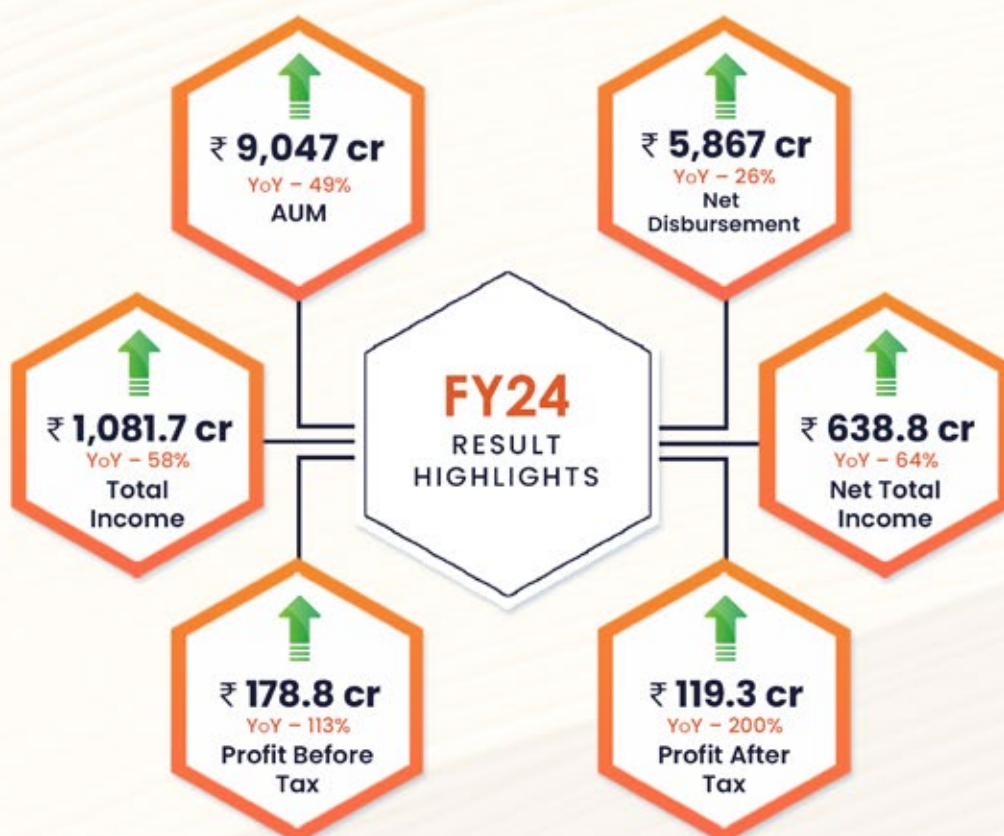 ₹ 9,047 cr
YoY – 49%
AUM
₹ 5,867 cr
YoY – 26%
Net
Disbursement
FY24
RESULT
HIGHLIGHTS
₹ 1,081.7 cr
YoY – 58%
Total
Income
₹ 638.8 cr
YoY – 64%
Net Total
Income
₹ 178.8 cr
YoY – 113%
Profit Before
Tax
₹ 119.3 cr
YoY – 200%
Profit After
Tax